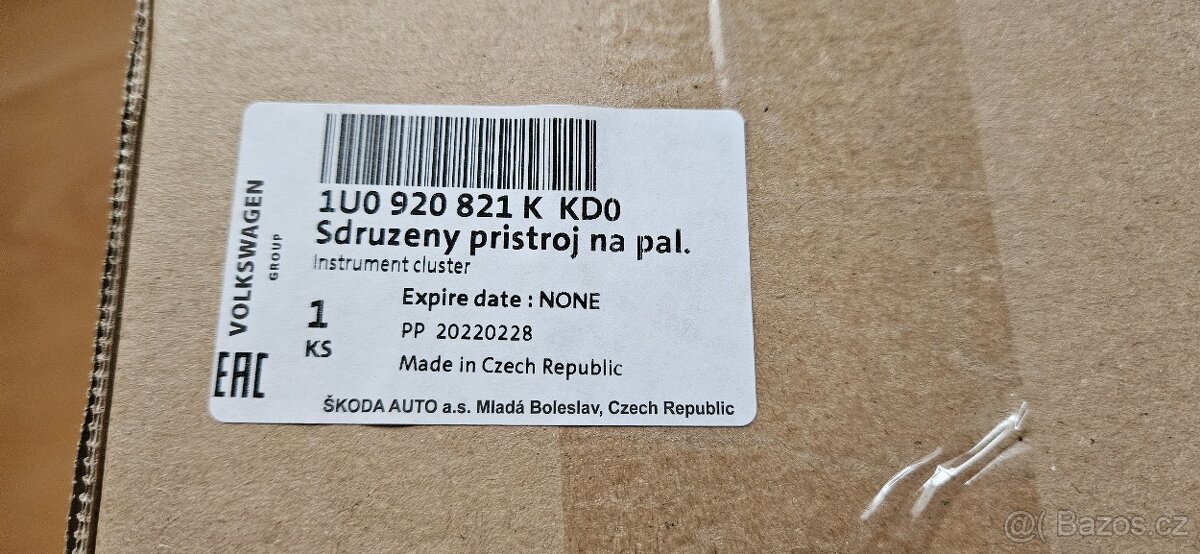 1U0 920 821 K KD0
Sdruzeny pristroj na pal.
Instrument cluster
VOLKSWAGEN
GROUP
1
KS
Expire date : NONE
PP 20220228
Made in Czech Republic
EAC
ŠKODA AUTO a.s. Mladá Boleslav, Czech Republic
@( Bazos.cz